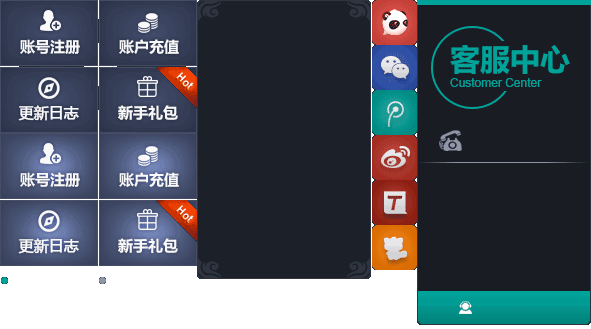 账号注册
账户充值
更新日志
新手礼包
Hot
账号注册
账户充值
更新日志
新手礼包
Hot
T
客服中心
Customer Center